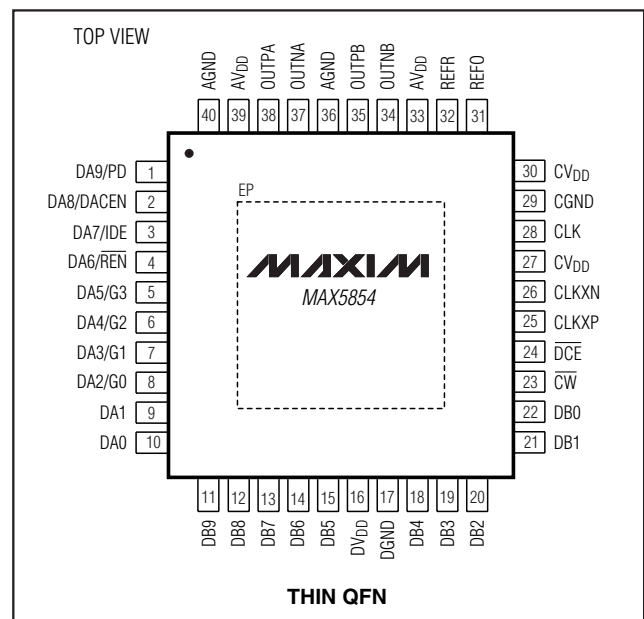 TOP VIEW
AGND
AVDD
OUTPA
OUTNA
AGND
OUTPB
OUTNB
AVDD
REFR
REFO
40 39 38 37 36 35 34 33 32 31
DA9/PD 1
DA8/DACEN 2
DA7/IDE 3
DA6/R̅E̅N̅ 4
DA5/G3 5
DA4/G2 6
DA3/G1 7
DA2/G0 8
DA1 9
DA0 10
EP
MAXIM
MAX5854
30 CVDD
29 CGND
28 CLK
27 CVDD
26 CLKXN
25 CLKXP
24 D̅C̅E̅
23 C̅W̅
22 DB0
21 DB1
11 12 13 14 15 16 17 18 19 20
DB9
DB8
DB7
DB6
DB5
DVDD
DGND
DB4
DB3
DB2
THIN QFN